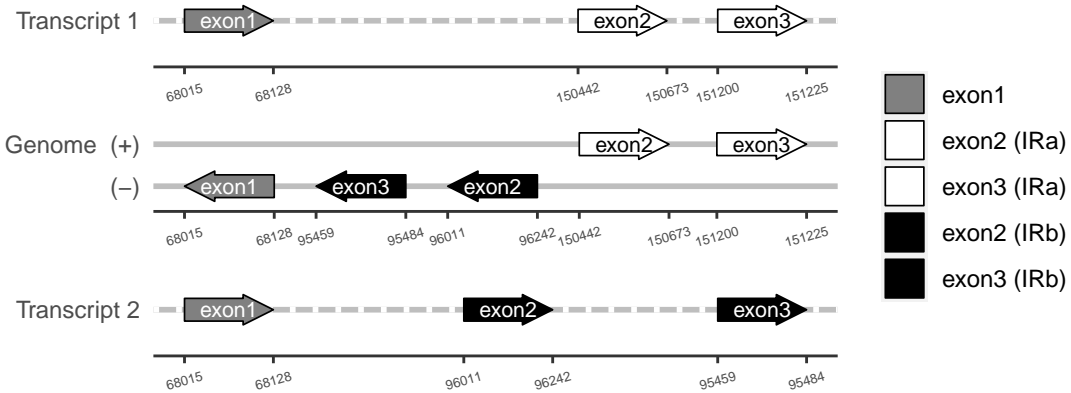 Transcript 1 exon1 exon2 exon3
68015 68128 150442 150673 151200 151225
Genome (+) exon2 exon3
(−) exon1 exon3 exon2
68015 68128 95459 95484 96011 96242 150442 150673 151200 151225
Transcript 2 exon1 exon2 exon3
68015 68128 96011 96242 95459 95484
exon1
exon2 (IRa)
exon3 (IRa)
exon2 (IRb)
exon3 (IRb)